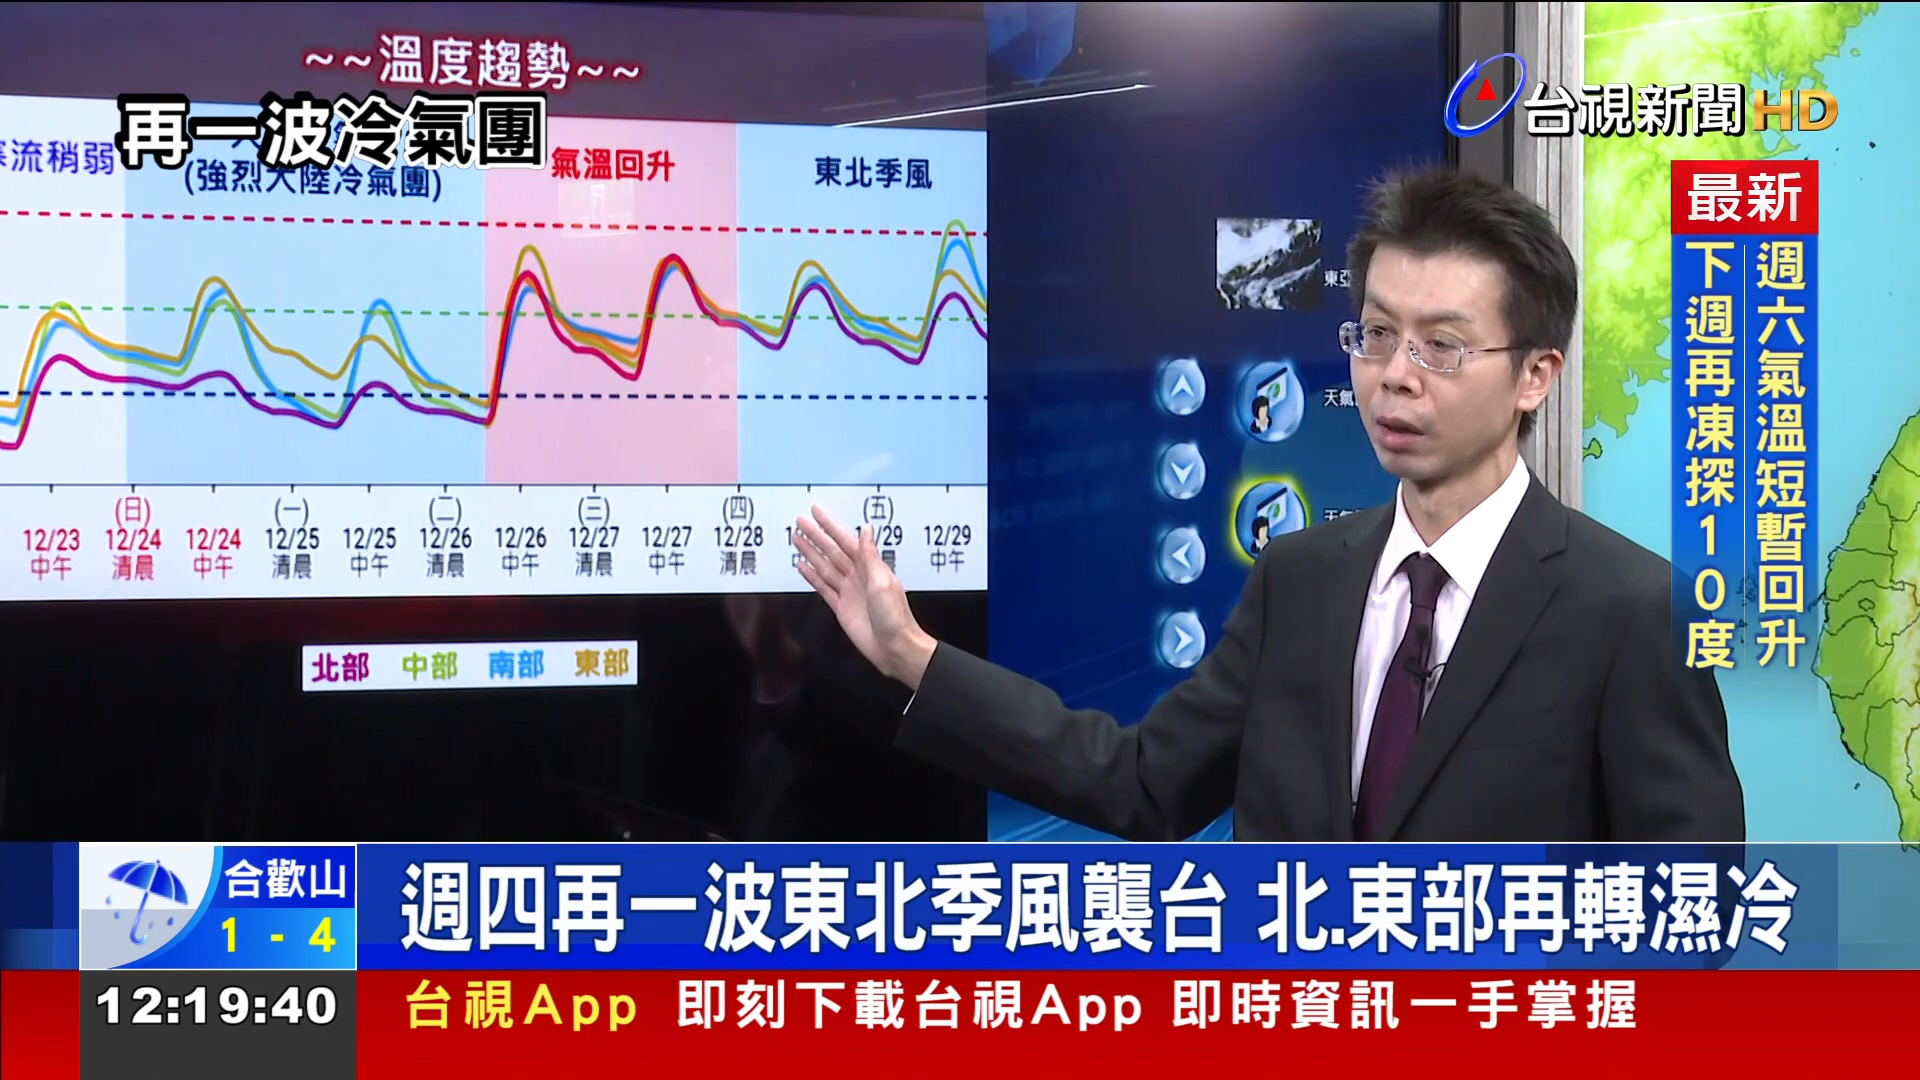 ~~溫度趨勢~~
再一波冷氣團
流稍弱
(強烈大陸冷氣團)
氣溫回升
東北季風
(日)
(一)
(二)
(三)
(四)
(五)
12/23
12/24
12/24
12/25
12/25
12/26
12/26
12/27
12/27
12/28
/29
12/29
中午
清晨
中午
清晨
中午
清晨
中午
清晨
中午
清晨
中午
北部 中部 南部 東部
東亞
天氣
台視新聞HD
最新
週六氣溫短暫回升
下週再凍探10度
合歡山
1 - 4
週四再一波東北季風襲台 北.東部再轉濕冷
12:19:40
台視App 即刻下載台視App 即時資訊一手掌握